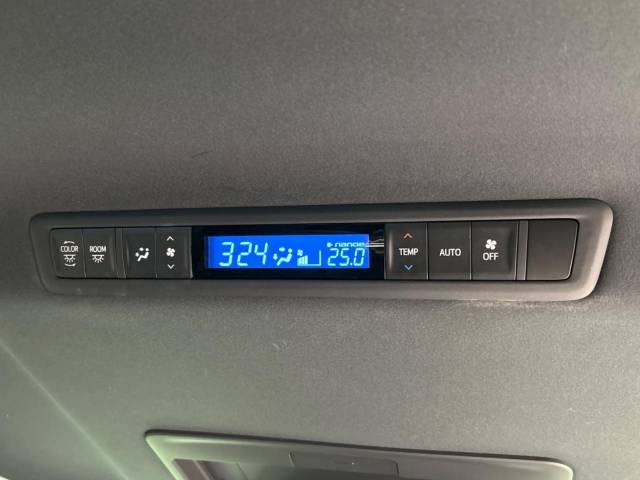 COLOR
ROOM
324
nanoe
25.0
TEMP
AUTO
OFF